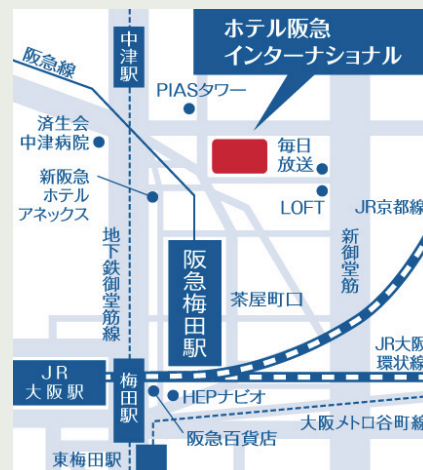 ホテル阪急
インターナショナル
中津駅
阪急線
PIASタワー
済生会
中津病院
毎日
放送
新阪急
ホテル
アネックス
LOFT
JR京都線
地下鉄御堂筋線
阪急梅田駅
新御堂筋
茶屋町口
JR大阪
環状線
JR
大阪駅
梅田駅
HEPナビオ
阪急百貨店
大阪メトロ谷町線
東梅田駅